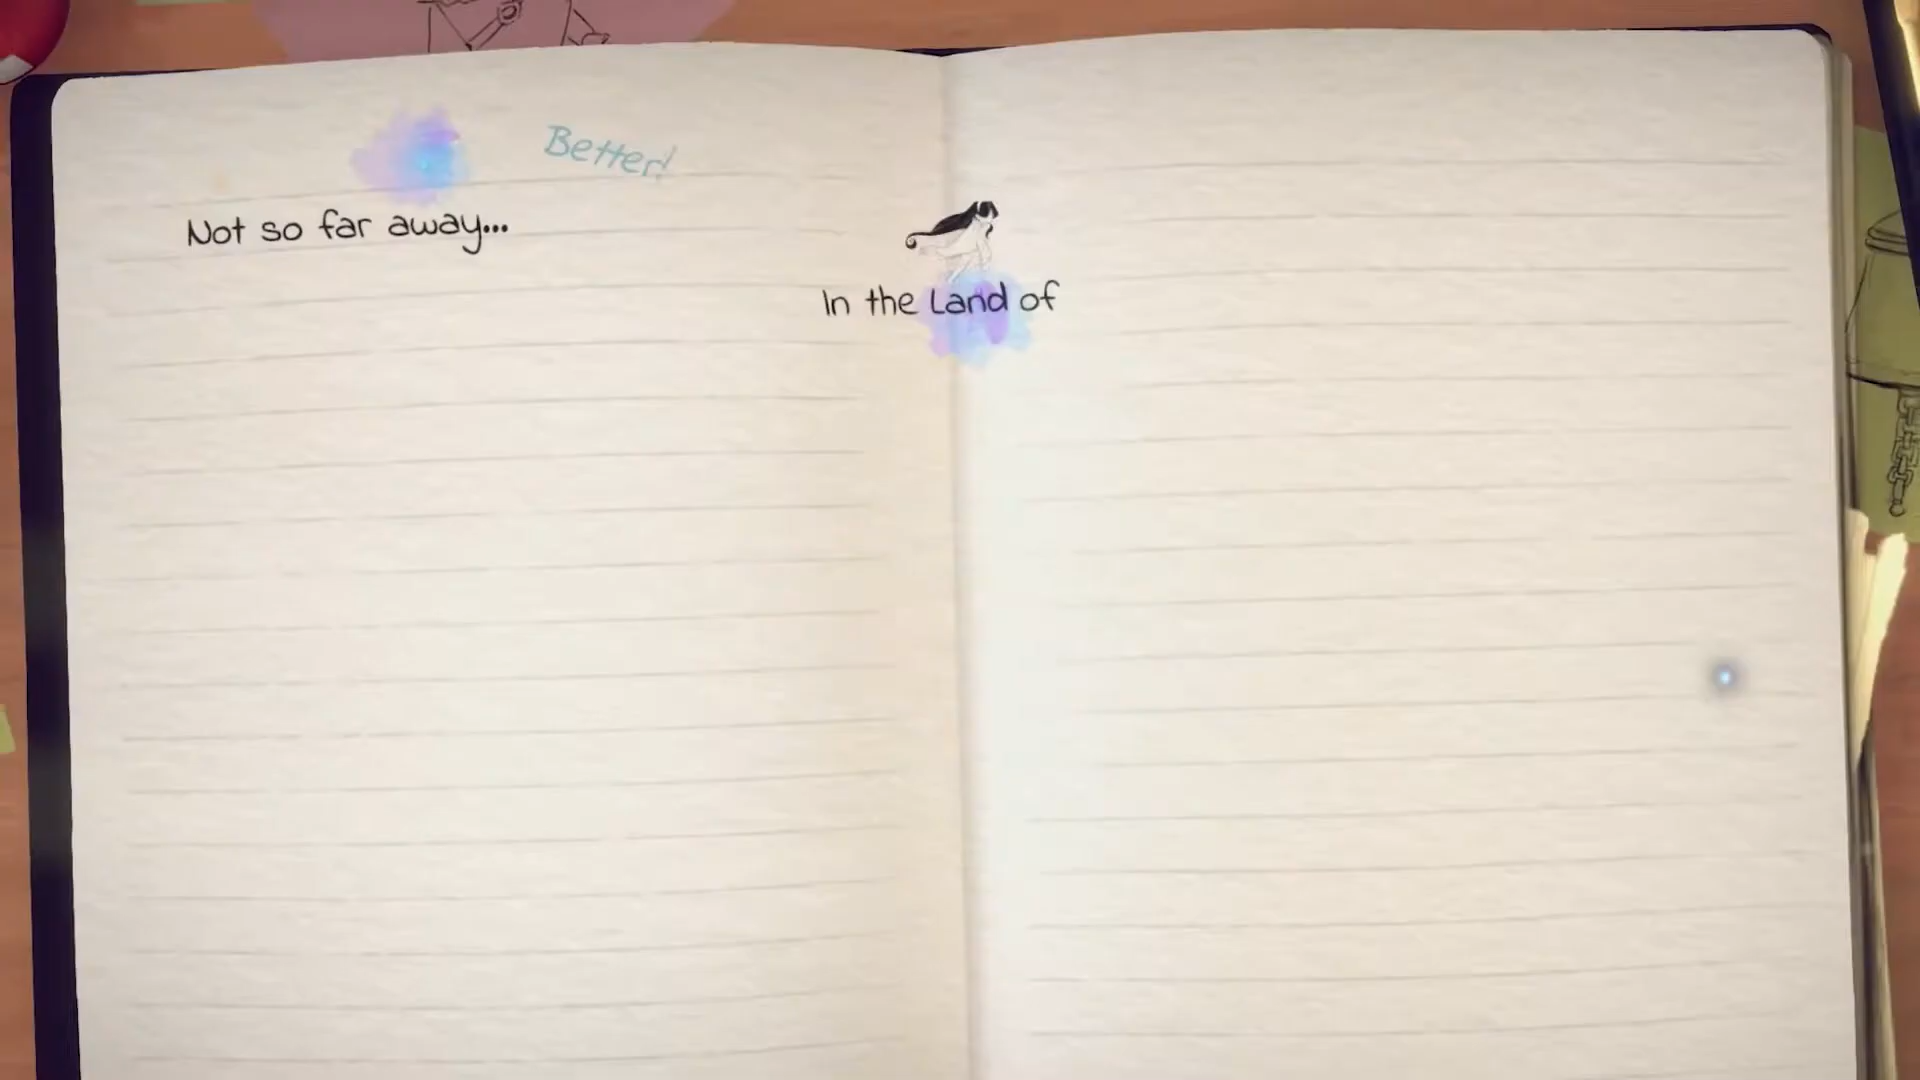 Better!
Not so far away...
In the Land of